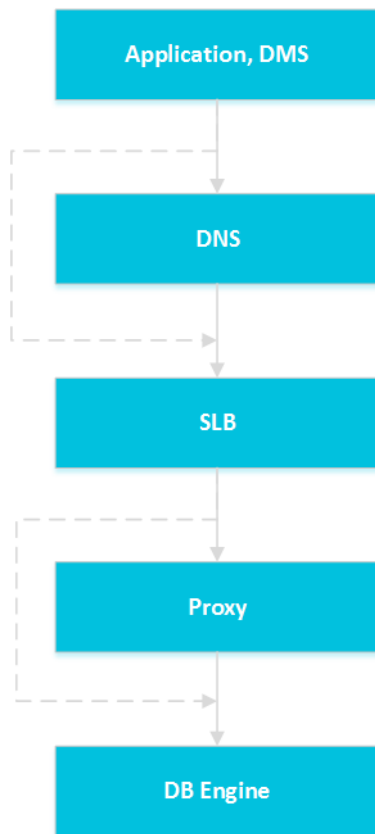 Application, DMS
DNS
SLB
Proxy
DB Engine